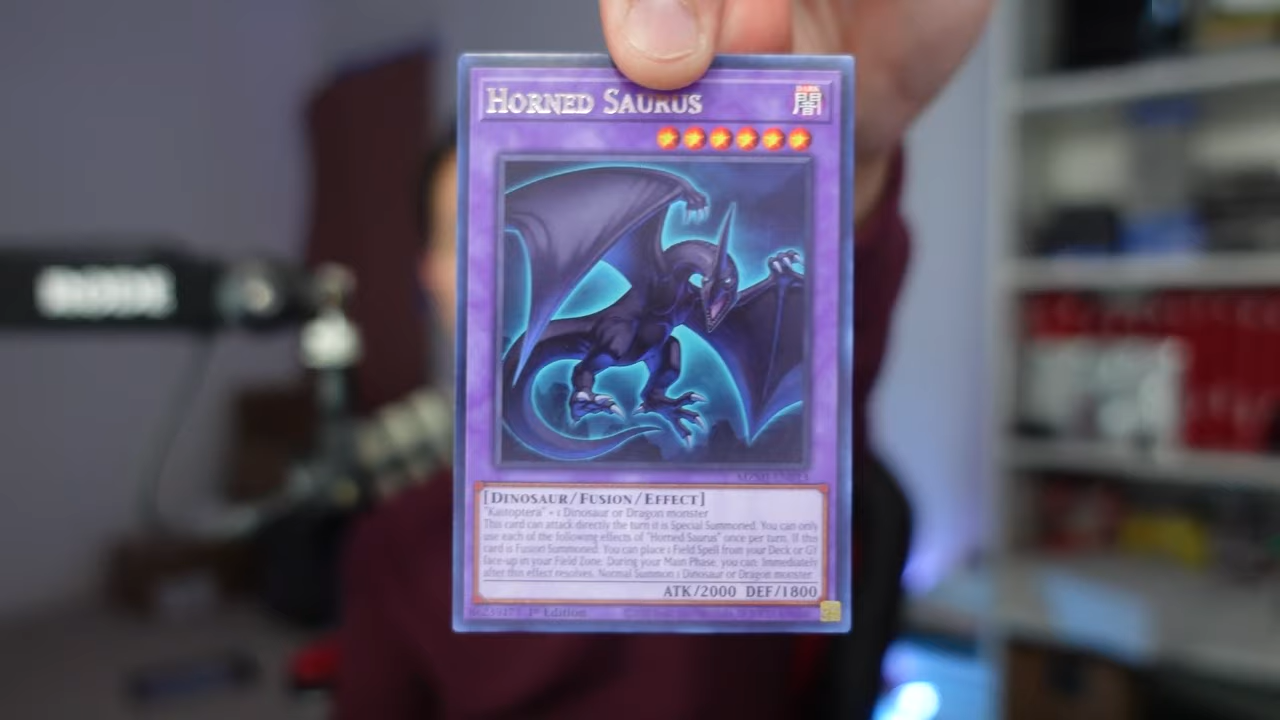 RODE
HORNED SAURUS
DARK
闇
[DINOSAUR/FUSION/EFFECT]
"Kaitoptera" + 1 Dinosaur or Dragon monster
This card can attack directly the turn it is Special Summoned. You can only
use each of the following effects of "Horned Saurus" once per turn. If this
card is Fusion Summoned: You can place 1 Field Spell from your Deck or GY
face-up in your Field Zone. During your Main Phase, you can: Immediately
after this effect resolves, Normal Summon 1 Dinosaur or Dragon monster.
ATK/2000 DEF/1800
1st Edition